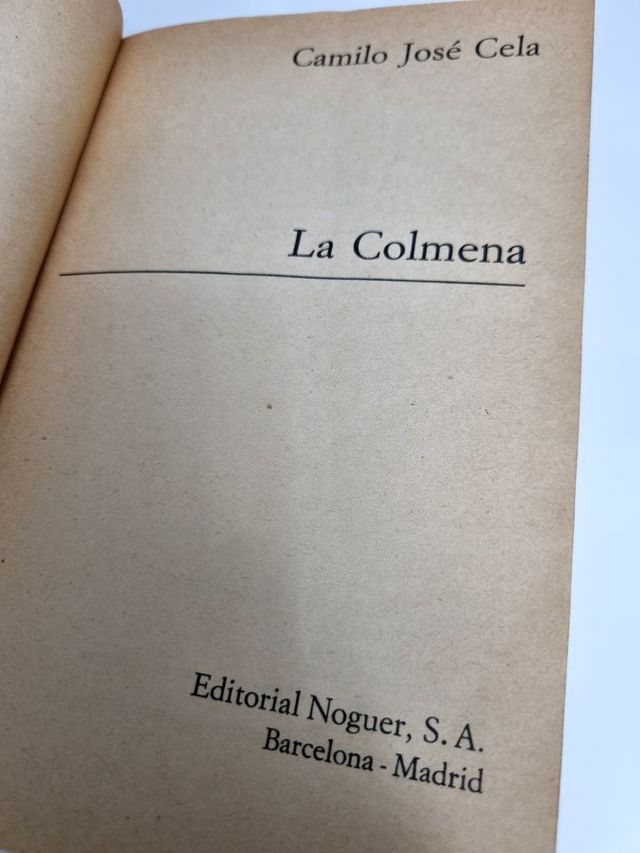 Camilo José Cela
La Colmena
Editorial Noguer, S. A.
Barcelona - Madrid